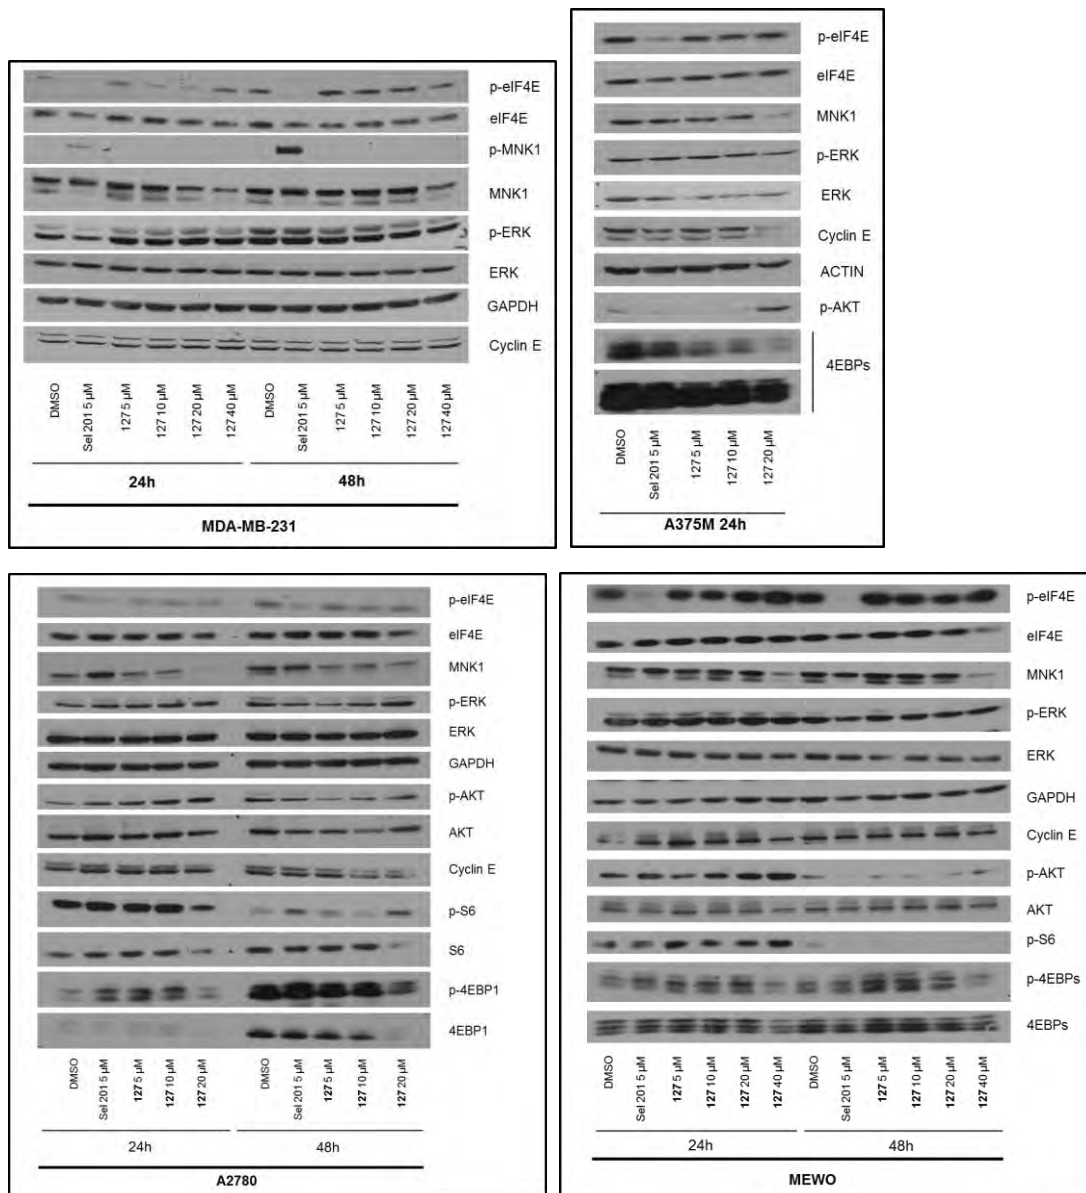 p-eIF4E
eIF4E
p-MNK1
MNK1
p-ERK
ERK
GAPDH
Cyclin E
DMSO
Sel 201 5 µM
127 5 µM
127 10 µM
127 20 µM
127 40 µM
DMSO
Sel 201 5 µM
127 5 µM
127 10 µM
127 20 µM
127 40 µM
24h
48h
MDA-MB-231
p-eIF4E
eIF4E
MNK1
p-ERK
ERK
Cyclin E
ACTIN
p-AKT
4EBPs
DMSO
Sel 201 5 µM
127 5 µM
127 10 µM
127 20 µM
A375M 24h
p-eIF4E
eIF4E
MNK1
p-ERK
ERK
GAPDH
p-AKT
AKT
Cyclin E
p-S6
S6
p-4EBP1
4EBP1
DMSO
Sel 201 5 µM
127 5 µM
127 10 µM
127 20 µM
DMSO
Sel 201 5 µM
127 5 µM
127 10 µM
127 20 µM
24h
48h
A2780
p-eIF4E
eIF4E
MNK1
p-ERK
ERK
GAPDH
Cyclin E
p-AKT
AKT
p-S6
p-4EBPs
4EBPs
DMSO
Sel 201 5 µM
127 5 µM
127 10 µM
127 20 µM
127 40 µM
DMSO
Sel 201 5 µM
127 5 µM
127 10 µM
127 20 µM
127 40 µM
24h
48h
MEWO